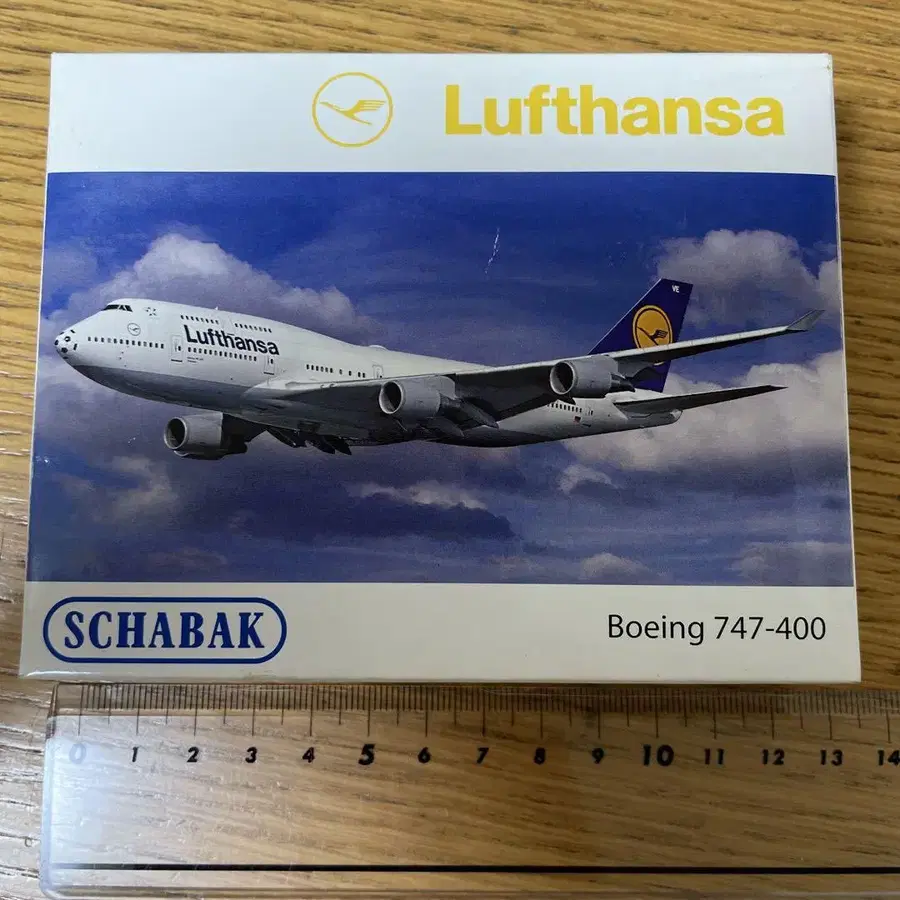 Lufthansa
VE
Lufthansa
SCHABAK
Boeing 747-400
0 1 2 3 4 5 6 7 8 9 10 11 12 13 14